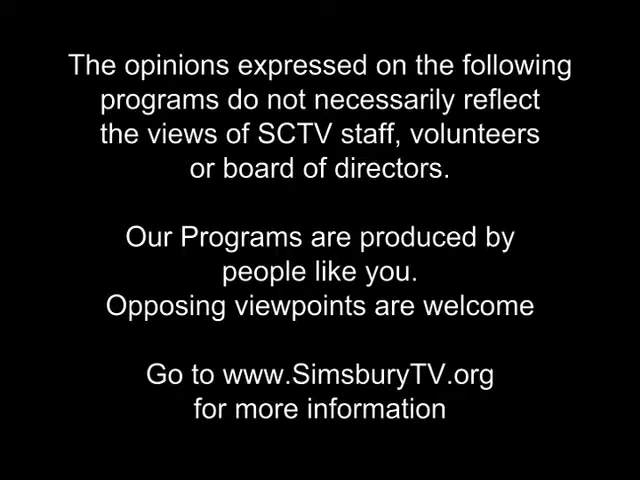 The opinions expressed on the following
programs do not necessarily reflect
the views of SCTV staff, volunteers
or board of directors.
Our Programs are produced by
people like you.
Opposing viewpoints are welcome
Go to www.SimsburyTV.org
for more information